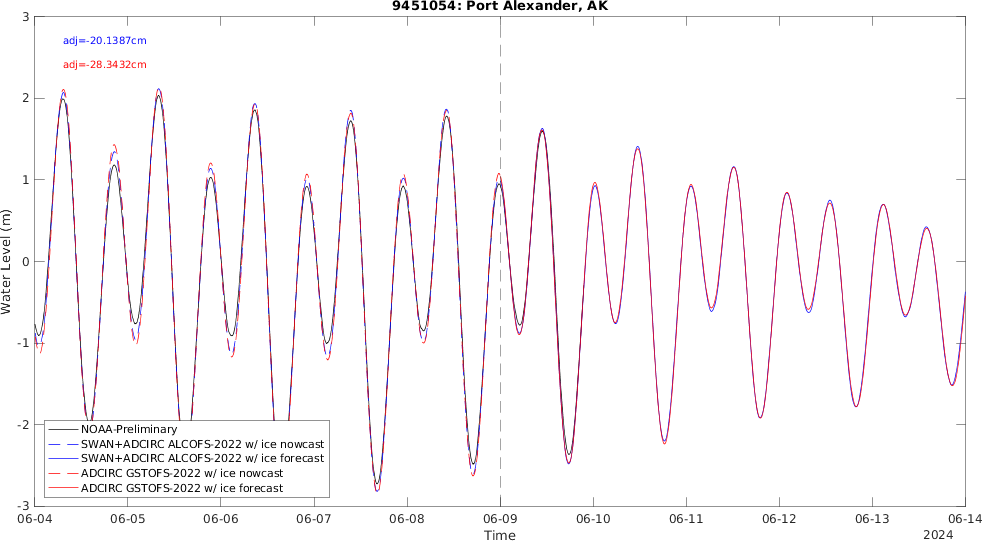 9451054: Port Alexander, AK
adj=-20.1387cm
adj=-28.3432cm
Water Level (m)
3
2
1
0
-1
-2
-3
NOAA-Preliminary
SWAN+ADCIRC ALCOFS-2022 w/ ice nowcast
SWAN+ADCIRC ALCOFS-2022 w/ ice forecast
ADCIRC GSTOFS-2022 w/ ice nowcast
ADCIRC GSTOFS-2022 w/ ice forecast
06-04 06-05 06-06 06-07 06-08 06-09 06-10 06-11 06-12 06-13 06-14
Time
2024